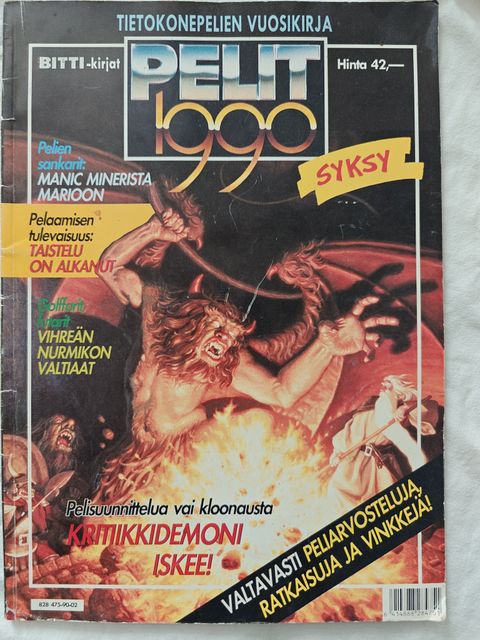 TIETOKONEPELIEN VUOSIKIRJA
BITTI-kirjat
PELIT
Hinta 42,—
1990
SYKSY
Pelien
sankarit:
MANIC MINERISTA
MARIOON
Pelaamisen
tulevaisuus:
TAISTELU
ON ALKANUT
VIHREÄN
NURMIKON
VALTIAAT
Pelisuunnittelua vai kloonausta
KRITIIKKIDEMONI
ISKEE!
VALTAVASTI PELIARVOSTELUJA,
RATKAISUJA JA VINKKEJÄ!
828 475-90-02